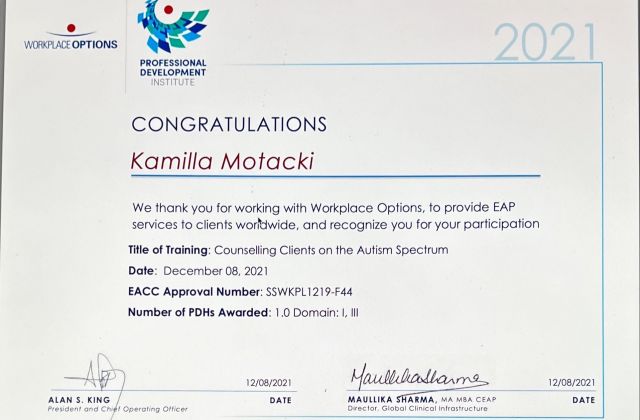 WORKPLACE OPTIONS
PROFESSIONAL
DEVELOPMENT
INSTITUTE
2021
CONGRATULATIONS
Kamilla Motacki
We thank you for working with Workplace Options, to provide EAP
services to clients worldwide, and recognize you for your participation
Title of Training: Counselling Clients on the Autism Spectrum
Date: December 08, 2021
EACC Approval Number: SSWKPL1219-F44
Number of PDHs Awarded: 1.0 Domain: I, III
12/08/2021
Maullika Sharma
12/08/2021
ALAN S. KING
DATE
MAULLIKA SHARMA, MA MBA CEAP
DATE
President and Chief Operating Officer
Director, Global Clinical Infrastructure